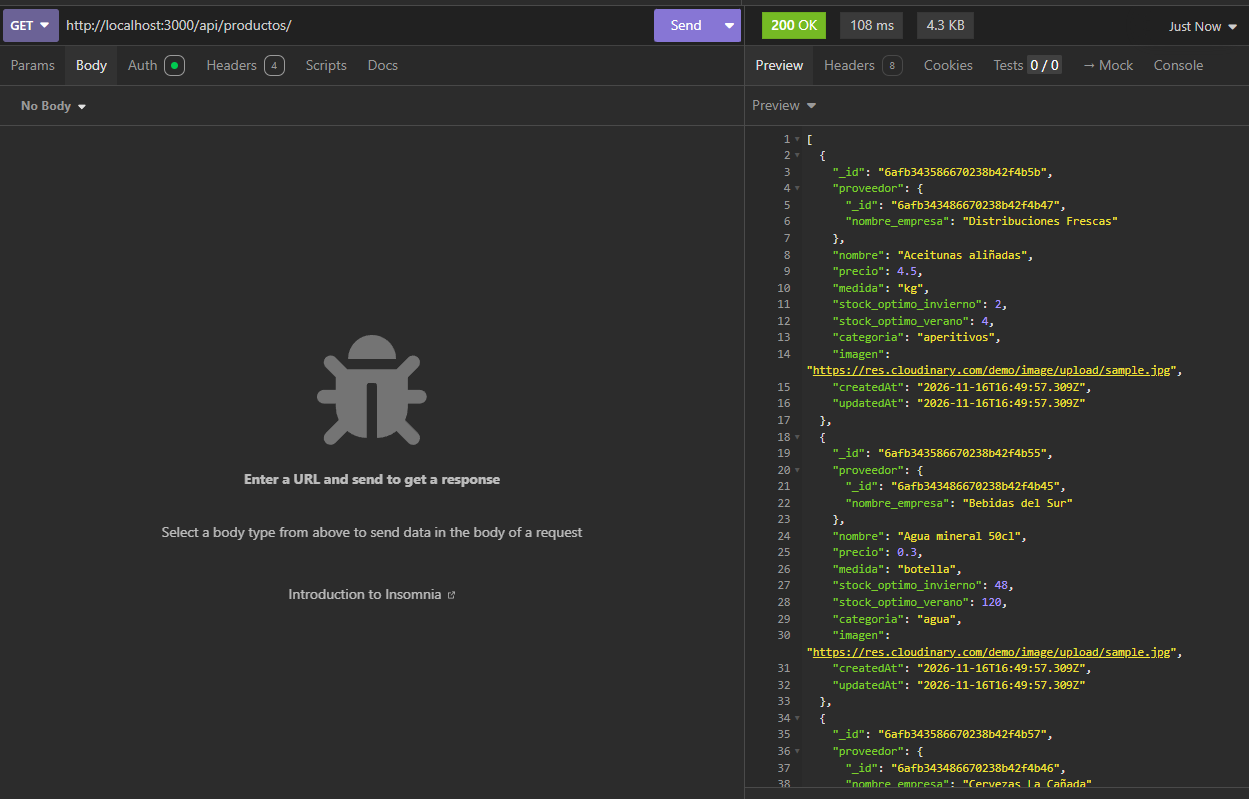 GET http://localhost:3000/api/productos/ Send
Params Body Auth Headers 4 Scripts Docs
No Body
Enter a URL and send to get a response
Select a body type from above to send data in the body of a request
Introduction to Insomnia
200 OK 108 ms 4.3 KB Just Now
Preview Headers 8 Cookies Tests 0 / 0 → Mock Console
Preview
1 [
2 {
3 "_id": "6afb343586670238b42f4b5b",
4 "proveedor": {
5 "_id": "6afb343486670238b42f4b47",
6 "nombre_empresa": "Distribuciones Frescas"
7 },
8 "nombre": "Aceitunas aliñadas",
9 "precio": 4.5,
10 "medida": "kg",
11 "stock_optimo_invierno": 2,
12 "stock_optimo_verano": 4,
13 "categoria": "aperitivos",
14 "imagen":
"https://res.cloudinary.com/demo/image/upload/sample.jpg",
15 "createdAt": "2026-11-16T16:49:57.309Z",
16 "updatedAt": "2026-11-16T16:49:57.309Z"
17 },
18 {
19 "_id": "6afb343586670238b42f4b55",
20 "proveedor": {
21 "_id": "6afb343486670238b42f4b45",
22 "nombre_empresa": "Bebidas del Sur"
23 },
24 "nombre": "Agua mineral 50cl",
25 "precio": 0.3,
26 "medida": "botella",
27 "stock_optimo_invierno": 48,
28 "stock_optimo_verano": 120,
29 "categoria": "agua",
30 "imagen":
"https://res.cloudinary.com/demo/image/upload/sample.jpg",
31 "createdAt": "2026-11-16T16:49:57.309Z",
32 "updatedAt": "2026-11-16T16:49:57.309Z"
33 },
34 {
35 "_id": "6afb343586670238b42f4b57",
36 "proveedor": {
37 "_id": "6afb343486670238b42f4b46",
38 "nombre_empresa": "Cervezas La Cañada"